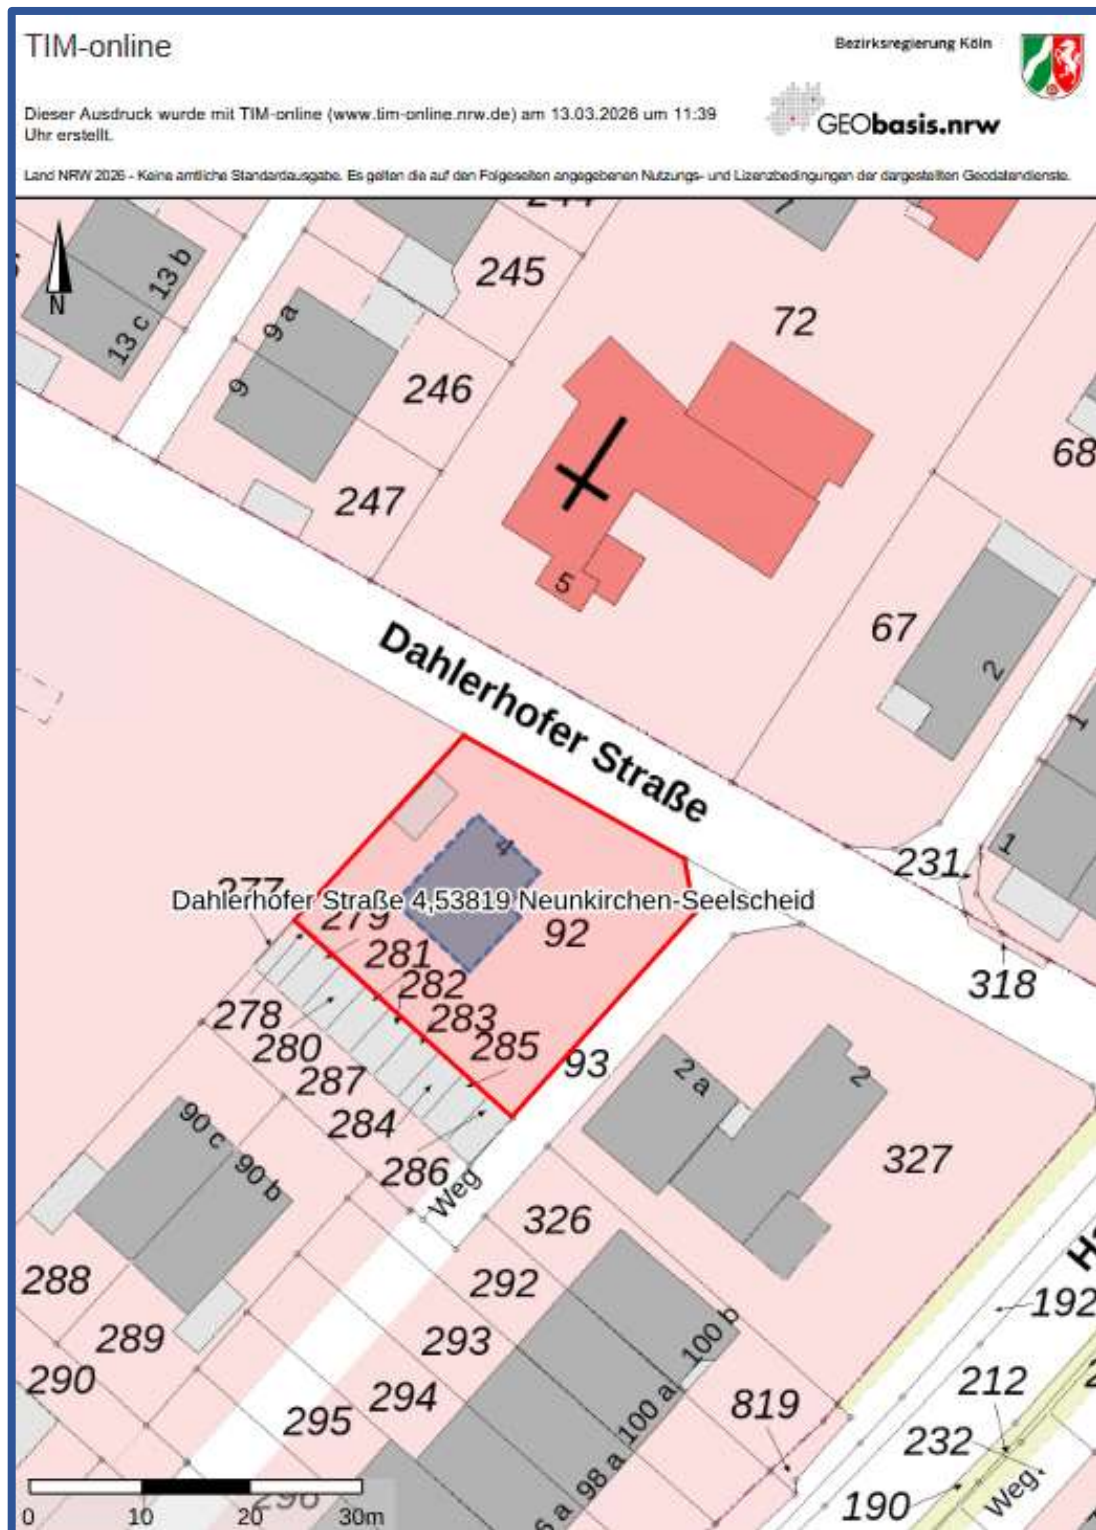 TIM-online
Bezirksregierung Köln
Dieser Ausdruck wurde mit TIM-online (www.tim-online.nrw.de) am 13.03.2026 um 11:39
Uhr erstellt.
GEObasis.nrw
Land NRW 2026 - Keine amtliche Standardausgabe. Es gelten die auf den Folgeseiten angegebenen Nutzungs- und Lizenzbedingungen der dargestellten Geodatendienste.
N
13 b
13 c
245
72
9 a
9
246
68
247
5
Dahlerhofer Straße
67
2
1
4
231
1
277
Dahlerhofer Straße 4,53819 Neunkirchen-Seelscheid
279
92
281
282
318
278
283
280
285
93
287
2 a
2
284
90 c
286
327
90 b
Weg
326
288
292
192
289
293
100 b
290
294
212
295
100 a
819
232
98 a
190
Weg
0
10
20
30m